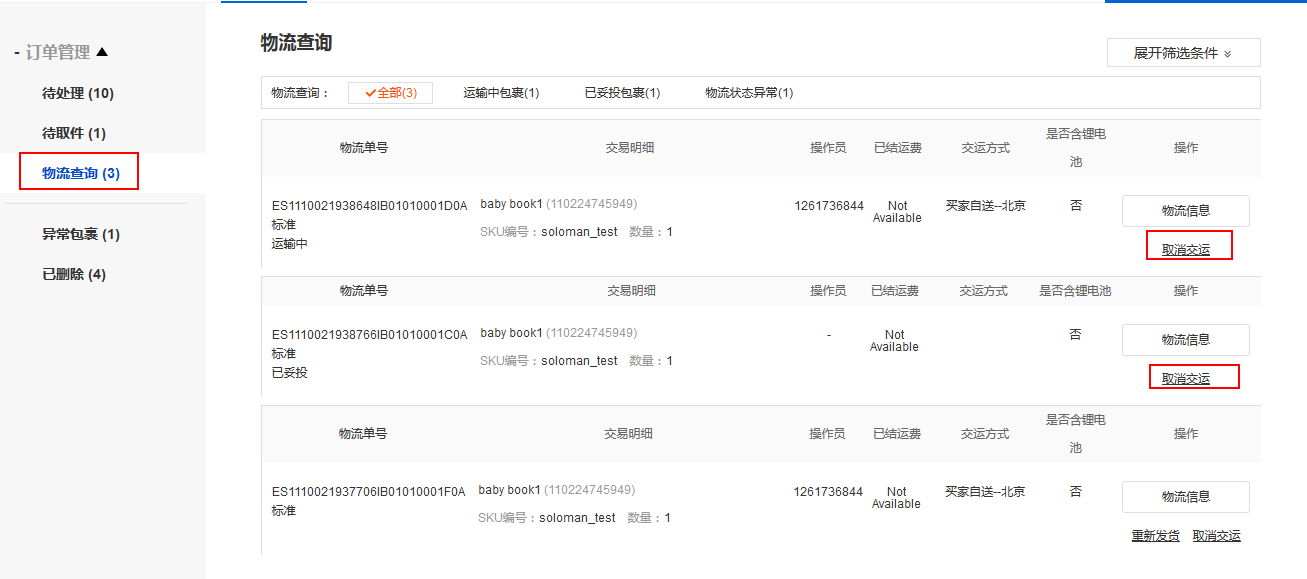 - 订单管理
待处理 (10)
待取件 (1)
物流查询 (3)
异常包裹 (1)
已删除 (4)
物流查询
展开筛选条件
物流查询： 全部(3) 运输中包裹(1) 已妥投包裹(1) 物流状态异常(1)
物流单号 交易明细 操作员 已结运费 交运方式 是否含锂电池 操作
ES1110021938648IB01010001D0A baby book1 (110224745949) 1261736844 Not Available 买家自送--北京 否 物流信息
标准 SKU编号：soloman_test 数量：1
运输中 取消交运
物流单号 交易明细 操作员 已结运费 交运方式 是否含锂电池 操作
ES1110021938766IB01010001C0A baby book1 (110224745949) - Not Available 否 物流信息
标准 SKU编号：soloman_test 数量：1
已妥投 取消交运
物流单号 交易明细 操作员 已结运费 交运方式 是否含锂电池 操作
ES1110021937706IB01010001F0A baby book1 (110224745949) 1261736844 Not Available 买家自送--北京 否 物流信息
标准 SKU编号：soloman_test 数量：1
重新发货 取消交运